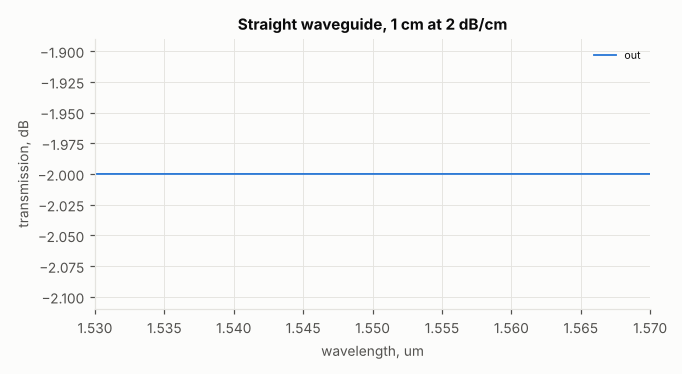 Straight waveguide, 1 cm at 2 dB/cm
out
transmission, dB
−1.900
−1.925
−1.950
−1.975
−2.000
−2.025
−2.050
−2.075
−2.100
1.530 1.535 1.540 1.545 1.550 1.555 1.560 1.565 1.570
wavelength, um